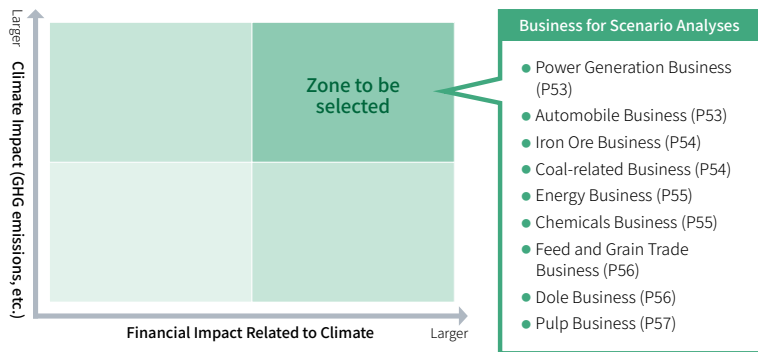 Larger
Climate Impact (GHG emissions, etc.)
Zone to be
selected
Financial Impact Related to Climate
Larger
Business for Scenario Analyses
● Power Generation Business
(P53)
● Automobile Business (P53)
● Iron Ore Business (P54)
● Coal-related Business (P54)
● Energy Business (P55)
● Chemicals Business (P55)
● Feed and Grain Trade
Business (P56)
● Dole Business (P56)
● Pulp Business (P57)